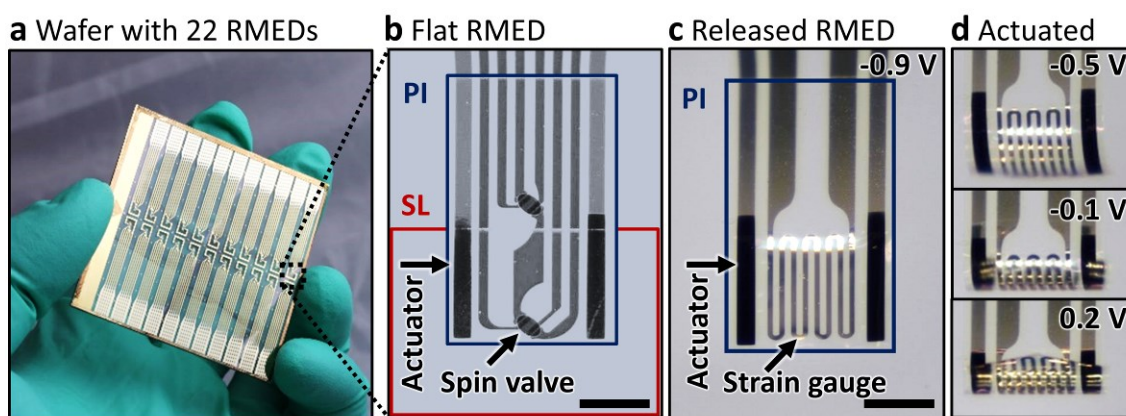 a Wafer with 22 RMEDs
b Flat RMED
PI
SL
Actuator
Spin valve
c Released RMED
-0.9 V
PI
Actuator
Strain gauge
d Actuated
-0.5 V
-0.1 V
0.2 V